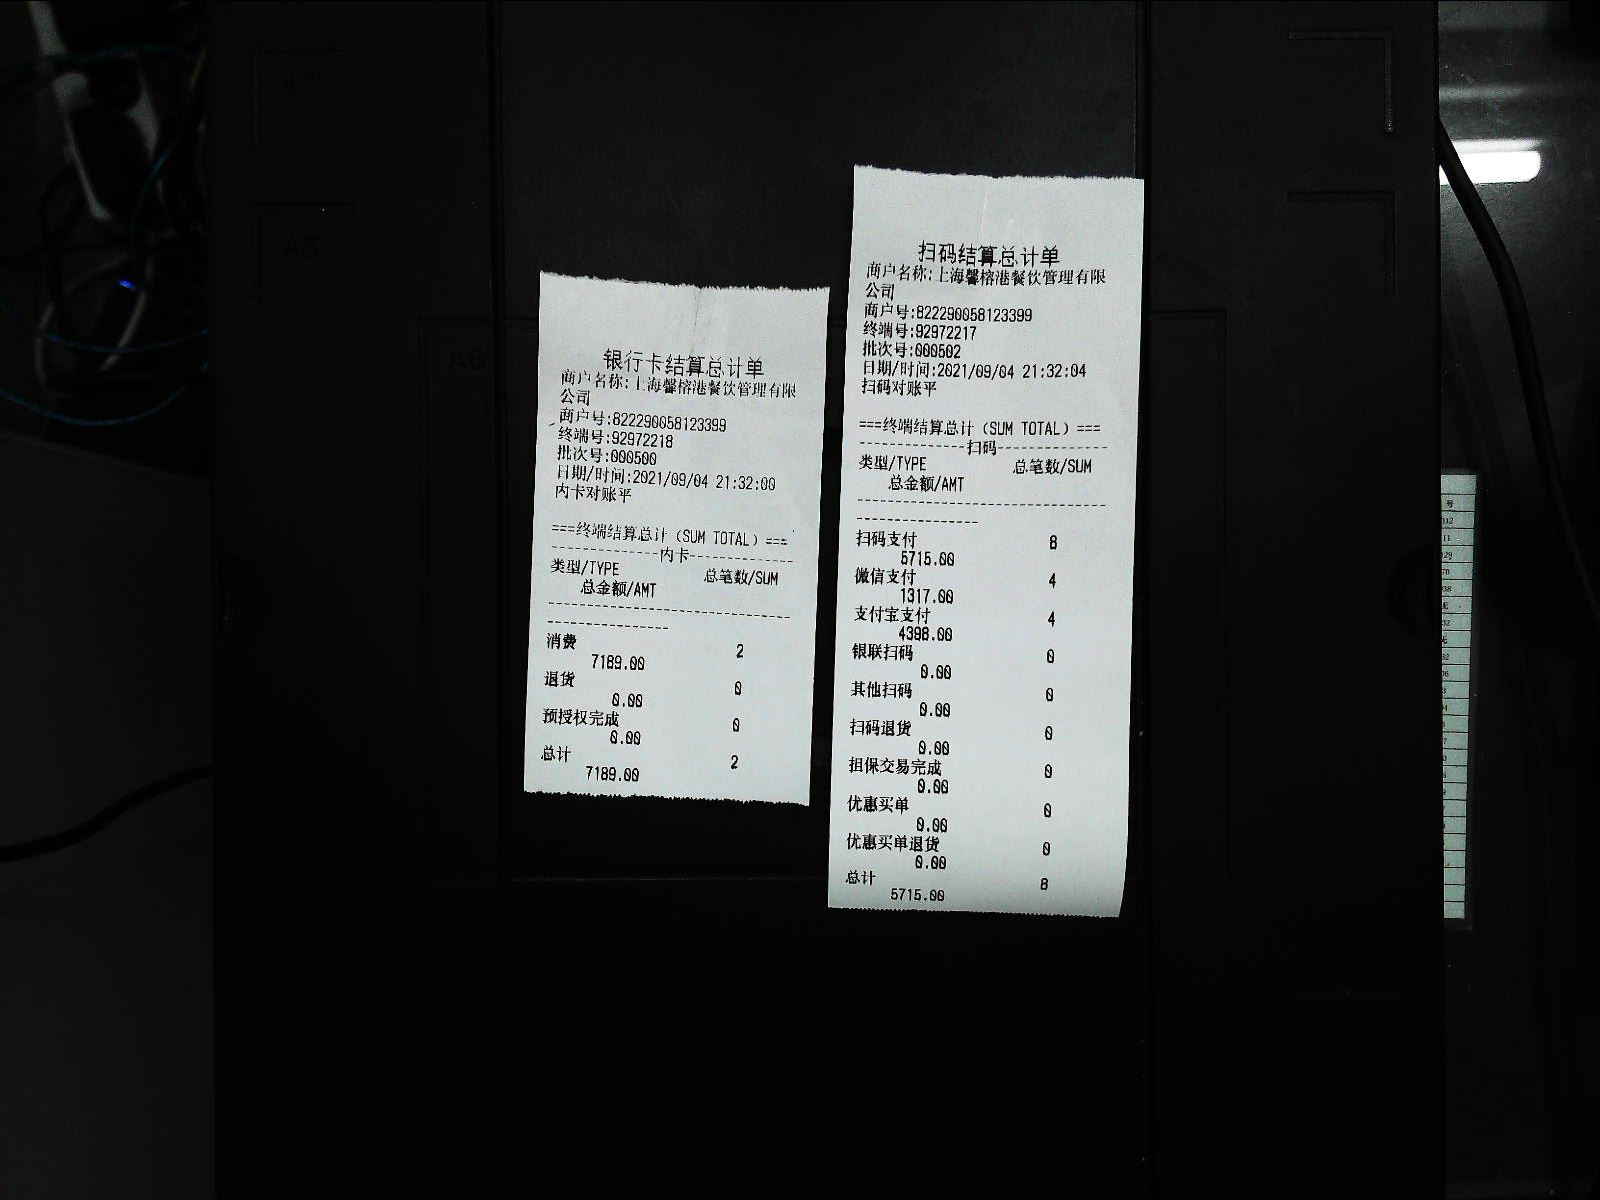 银行卡结算总计单
商户名称:上海馨榕港餐饮管理有限
公司
商户号:822290058123399
终端号:92972218
批次号:000500
日期/时间:2021/09/04 21:32:00
内卡对账平
===终端结算总计（SUM TOTAL）===
--------------内卡-------------
类型/TYPE 总笔数/SUM
总金额/AMT
-------------------------------
---------------
消费 2
7189.00
退货 0
0.00
预授权完成 0
0.00
总计 2
7189.00
扫码结算总计单
商户名称:上海馨榕港餐饮管理有限
公司
商户号:822290058123399
终端号:92972217
批次号:000502
日期/时间:2021/09/04 21:32:04
扫码对账平
===终端结算总计（SUM TOTAL）===
--------------扫码--------------
类型/TYPE 总笔数/SUM
总金额/AMT
-------------------------------
---------------
扫码支付 8
5715.00
微信支付 4
1317.00
支付宝支付 4
4398.00
银联扫码 0
0.00
其他扫码 0
0.00
扫码退货 0
0.00
担保交易完成 0
0.00
优惠买单 0
0.00
优惠买单退货 0
0.00
总计 8
5715.00
A5
A6